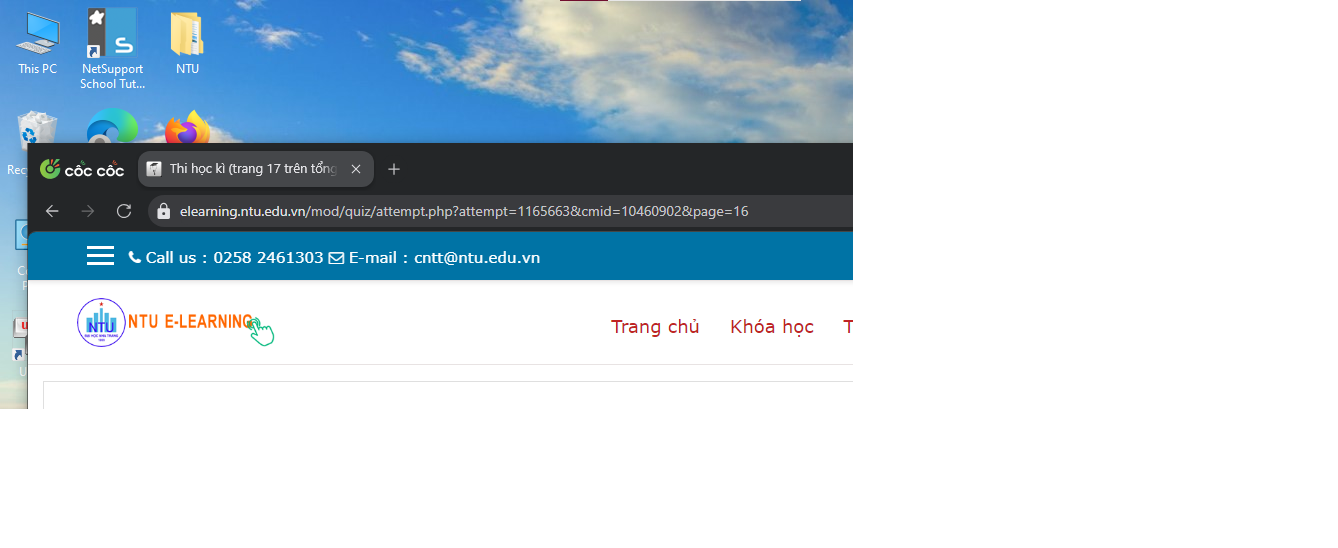 This PC
NetSupport
School Tut...
NTU
cốc cốc
Thi học kì (trang 17 trên tổng
elearning.ntu.edu.vn/mod/quiz/attempt.php?attempt=1165663&cmid=10460902&page=16
Call us : 0258 2461303 E-mail : cntt@ntu.edu.vn
NTU
NTU E-LEARNING
Trang chủ
Khóa học